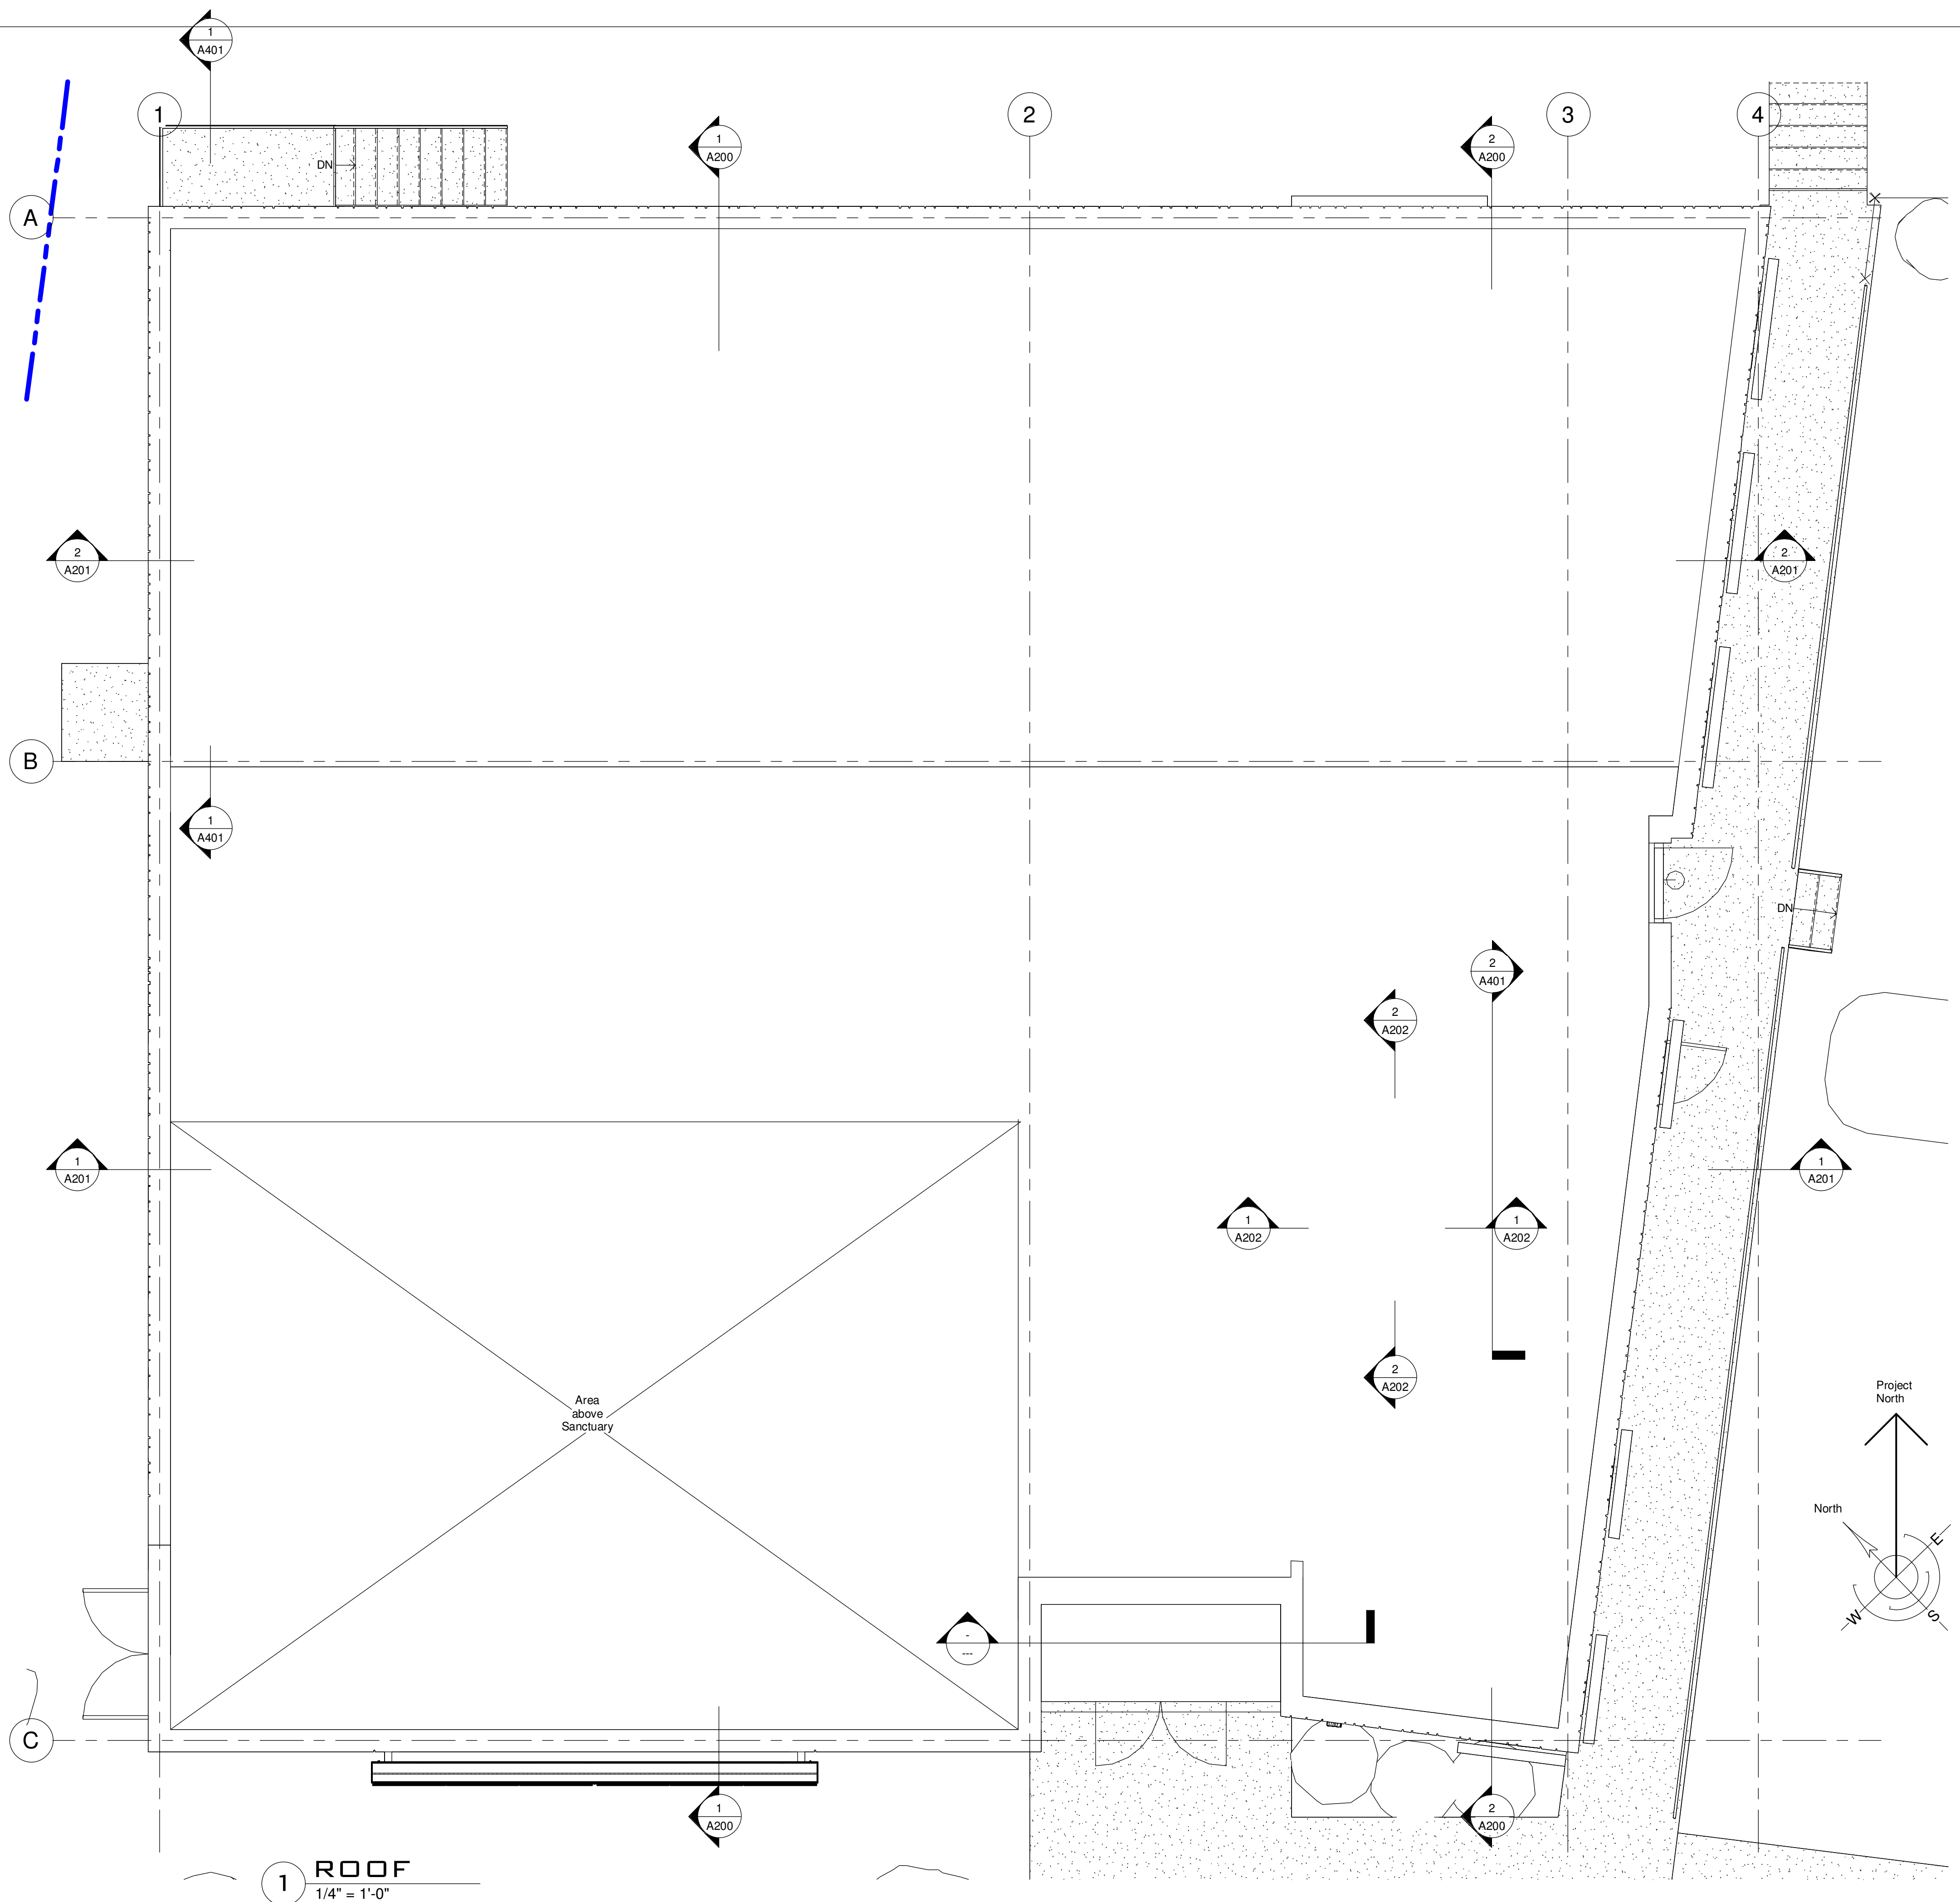 1
A401
1
2
3
4
1
A200
2
A200
DN
A
2
A201
2
A201
B
1
A401
DN
2
A401
2
A202
1
A201
1
A201
1
A202
1
A202
2
A202
Area
above
Sanctuary
Project
North
North
E
W
S
-
---
C
1
A200
2
A200
1
ROOF
1/4" = 1'-0"